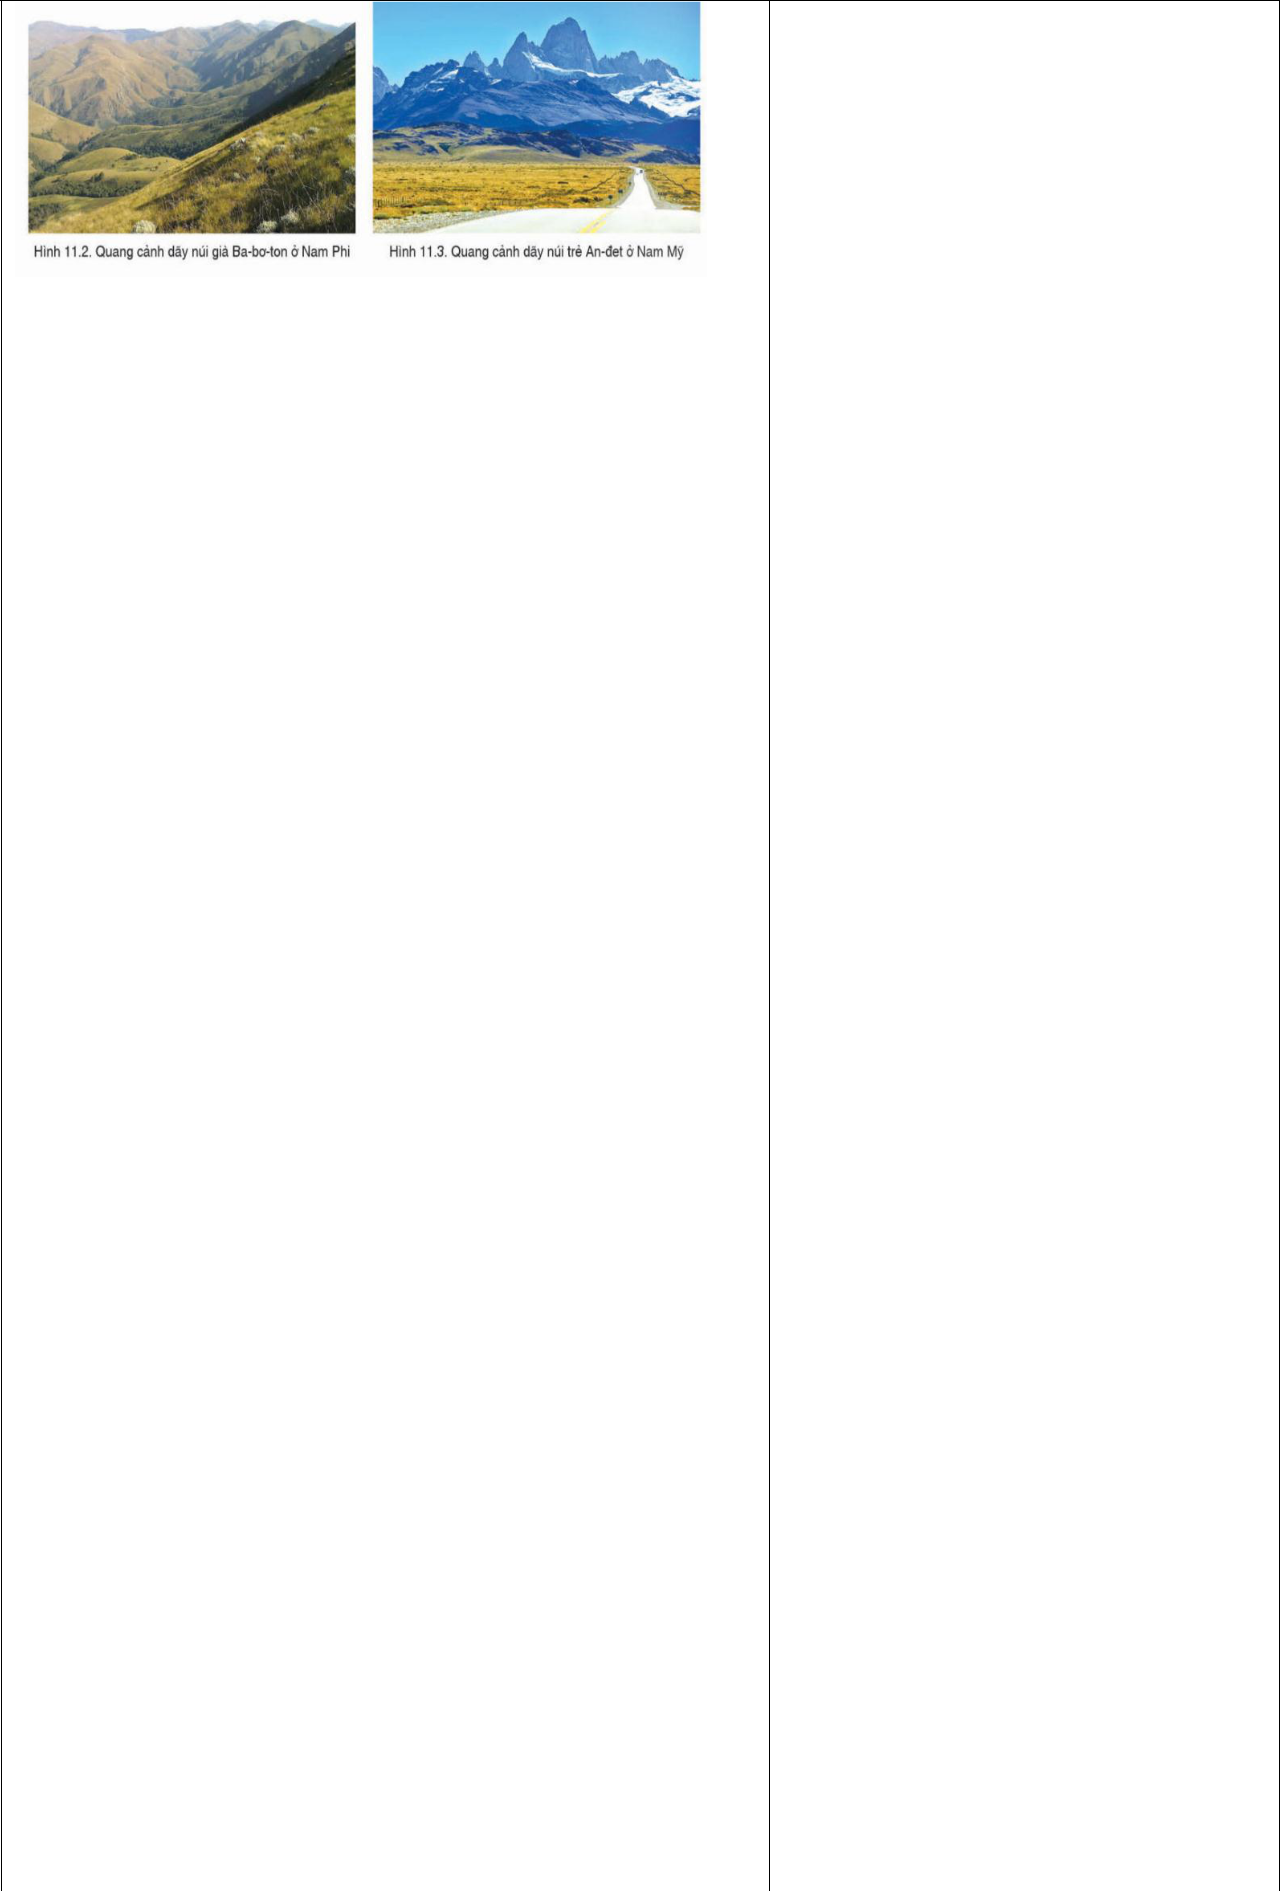 Hình 11.2. Quang cảnh dãy núi già Ba-bơ-ton ở Nam Phi
Hình 11.3. Quang cảnh dãy núi trẻ An-đet ở Nam Mỹ